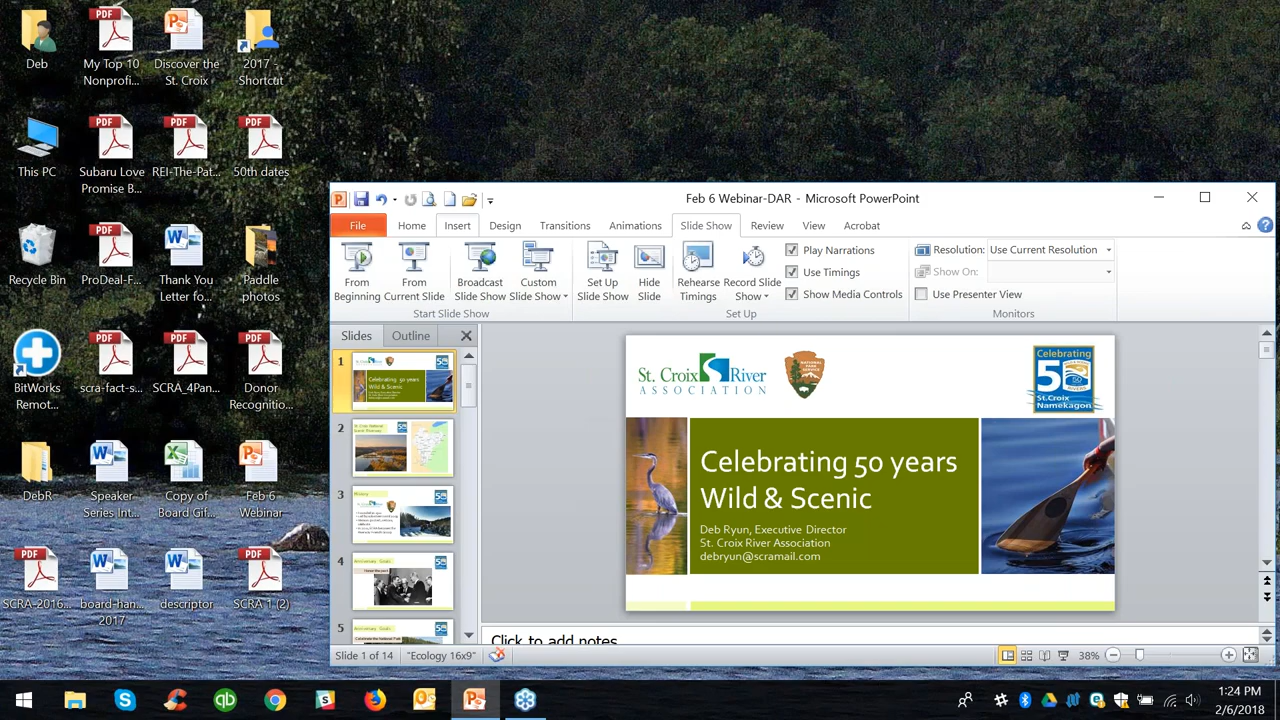 Deb
My Top 10
Nonprofi...
Discover the
St. Croix
2017 -
Shortcut
This PC
Subaru Love
Promise B...
REI-The-Pat...
50th dates
Recycle Bin
ProDeal-F...
Thank You
Letter fo...
Paddle
photos
BitWorks
Remot...
scra-fact-s...
SCRA_4Pan...
Donor
Recognitio...
DebR
Speaker
Series Int...
Copy of
Board Gif...
Feb 6
Webinar
SCRA-2016...
board-han...
2017
descriptor
SCRA 1 (2)
Feb 6 Webinar-DAR - Microsoft PowerPoint
File Home Insert Design Transitions Animations Slide Show Review View Acrobat
From
Beginning
From
Current Slide
Broadcast
Slide Show
Custom
Slide Show
Set Up
Slide Show
Hide
Slide
Rehearse
Timings
Record Slide
Show
Play Narrations
Use Timings
Show Media Controls
Resolution: Use Current Resolution
Show On:
Use Presenter View
Start Slide Show
Set Up
Monitors
Slides Outline
1
2
3
4
5
St. Croix River
ASSOCIATION
NATIONAL
PARK
SERVICE
Celebrating
50
St.Croix
Namekagon
Celebrating 50 years
Wild & Scenic
Deb Ryun, Executive Director
St. Croix River Association
debryun@scramail.com
Click to add notes
Slide 1 of 14 "Ecology 16x9" 38%
1:24 PM
2/6/2018